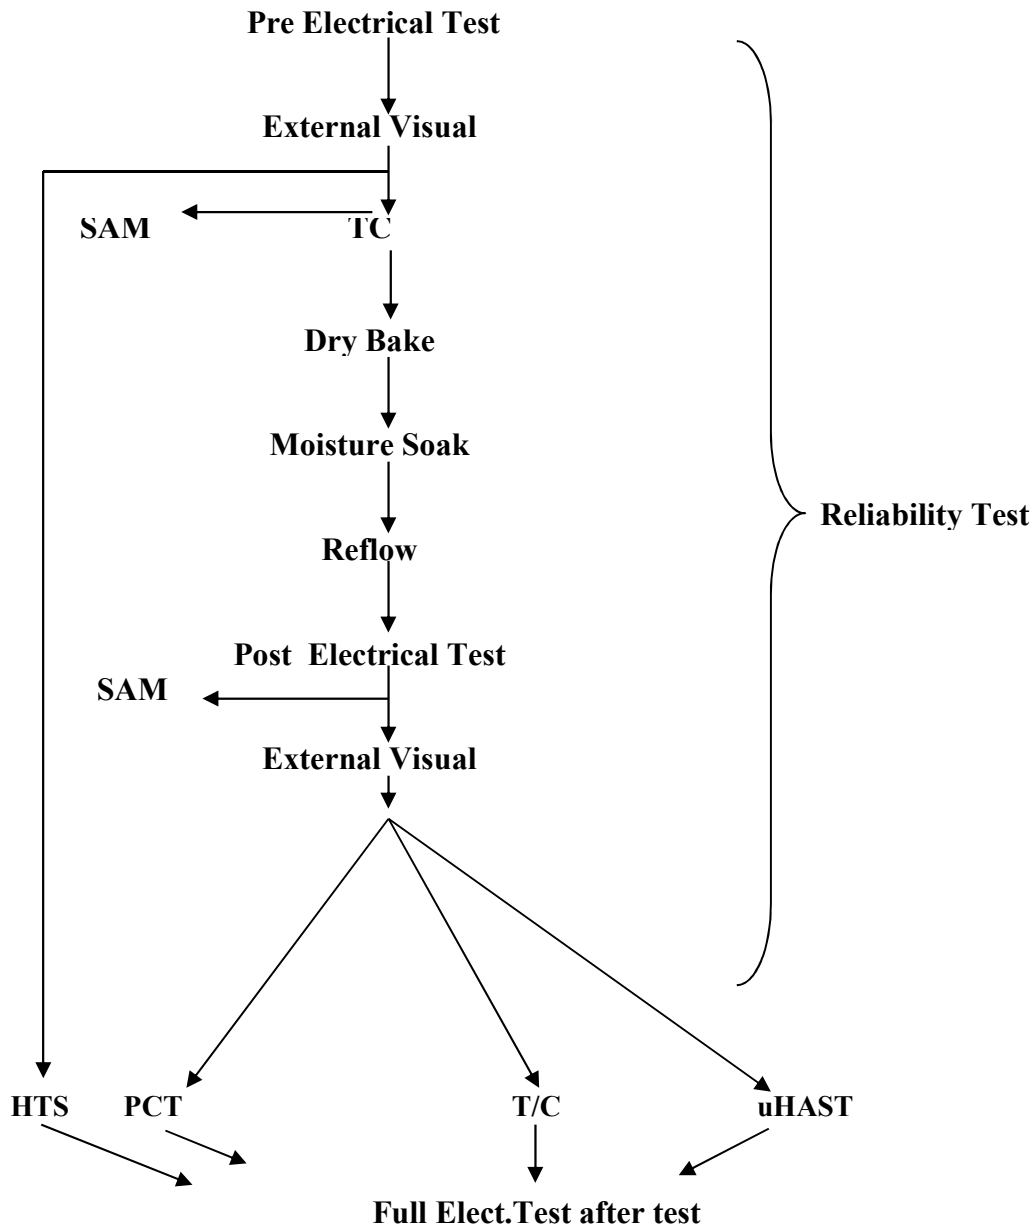 Pre Electrical Test
External Visual
SAM TC
Dry Bake
Moisture Soak
Reliability Test
Reflow
Post Electrical Test
SAM
External Visual
HTS PCT T/C uHAST
Full Elect.Test after test